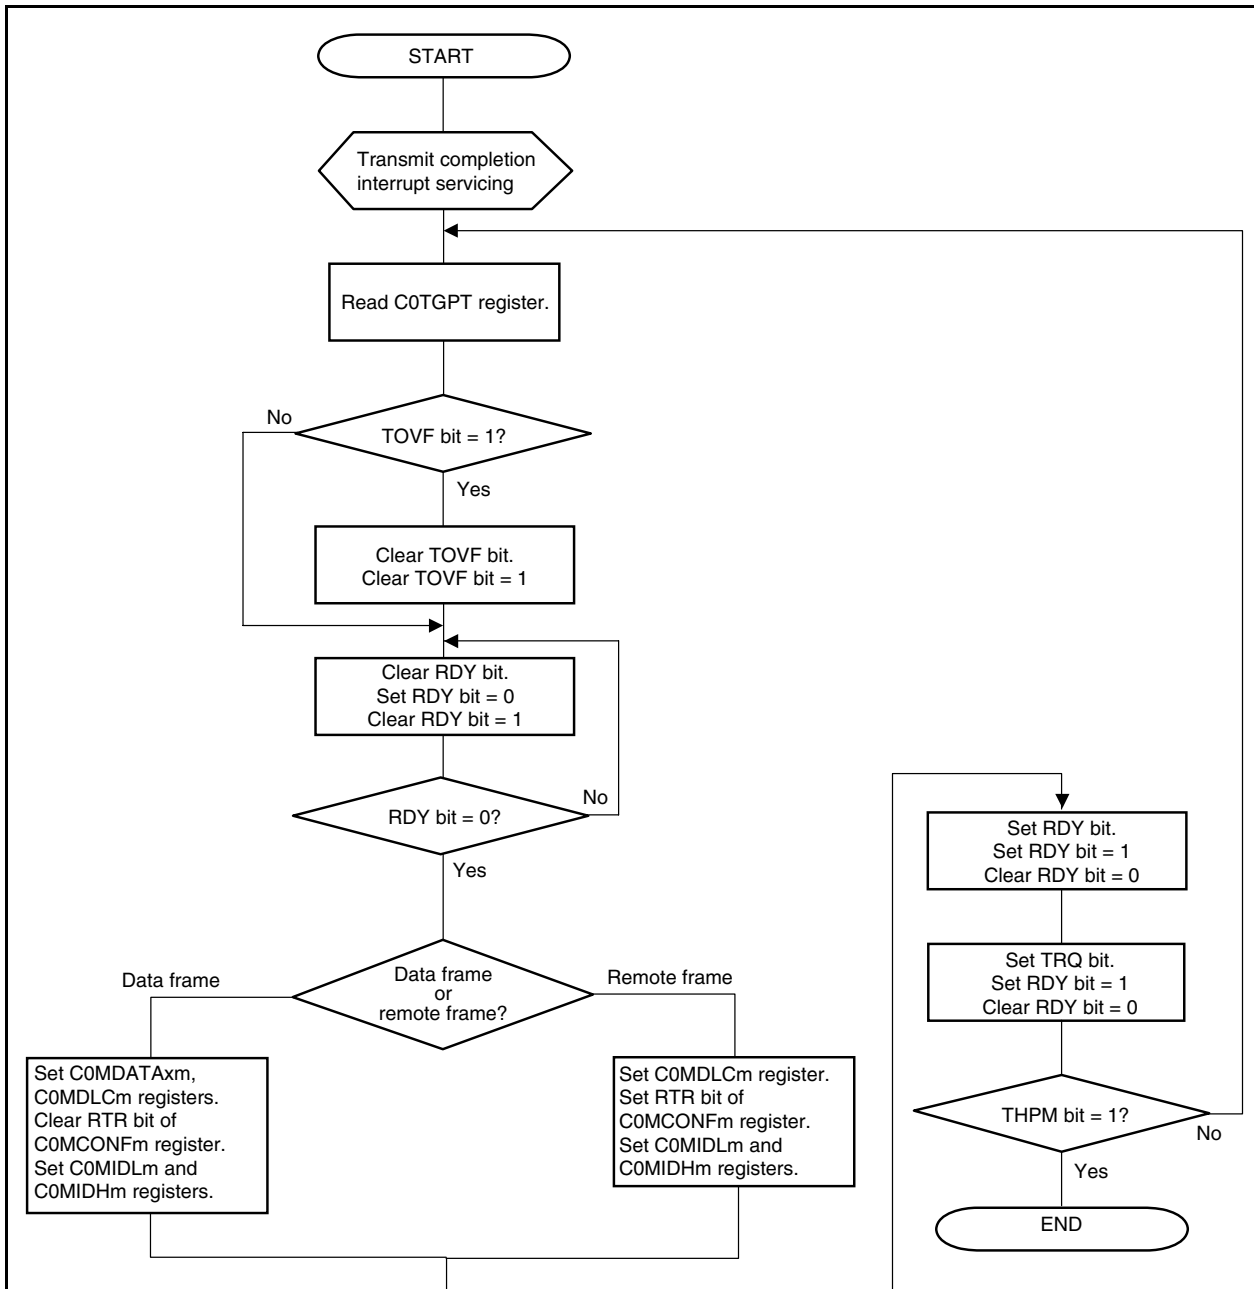 START
Transmit completion
interrupt servicing
Read C0TGPT register.
No
TOVF bit = 1?
Yes
Clear TOVF bit.
Clear TOVF bit = 1
Clear RDY bit.
Set RDY bit = 0
Clear RDY bit = 1
RDY bit = 0?
No
Yes
Data frame
Data frame
or
remote frame?
Remote frame
Set C0MDATAxm,
C0MDLCm registers.
Clear RTR bit of
C0MCONFm register.
Set C0MIDLm and
C0MIDHm registers.
Set C0MDLCm register.
Set RTR bit of
C0MCONFm register.
Set C0MIDLm and
C0MIDHm registers.
Set RDY bit.
Set RDY bit = 1
Clear RDY bit = 0
Set TRQ bit.
Set RDY bit = 1
Clear RDY bit = 0
THPM bit = 1?
No
Yes
END